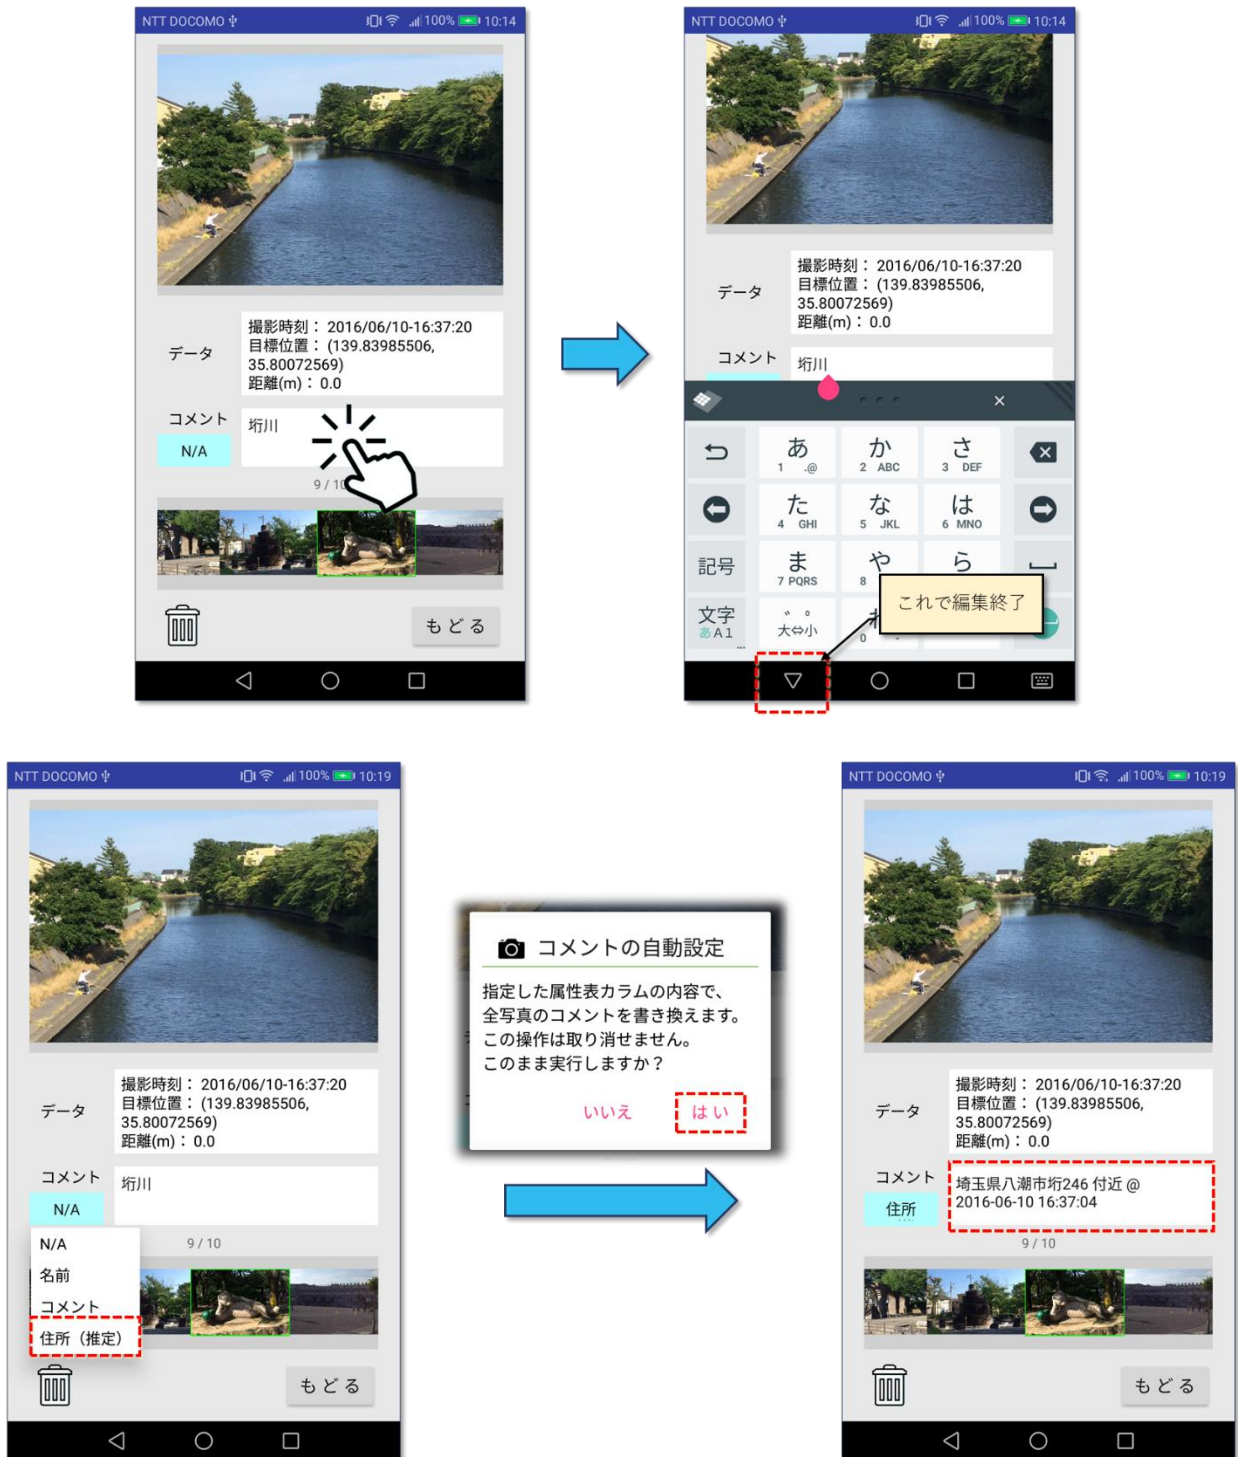 NTT DOCOMO 100% 10:14
データ
撮影時刻： 2016/06/10-16:37:20
目標位置： (139.83985506,
35.80072569)
距離(m)： 0.0
コメント
N/A
垳川
9 / 10
もどる
NTT DOCOMO 100% 10:14
データ
撮影時刻： 2016/06/10-16:37:20
目標位置： (139.83985506,
35.80072569)
距離(m)： 0.0
コメント
垳川
×
あ か さ
1 .@ 2 ABC 3 DEF
た な は
4 GHI 5 JKL 6 MNO
記号 ま や ら
7 PQRS 8
文字 ゛ ゜
あA1 大⇔小 0 -
...
これで編集終了
NTT DOCOMO 100% 10:19
データ
撮影時刻： 2016/06/10-16:37:20
目標位置： (139.83985506,
35.80072569)
距離(m)： 0.0
コメント
N/A
垳川
N/A
名前
コメント
住所（推定）
9 / 10
もどる
コメントの自動設定
指定した属性表カラムの内容で、
全写真のコメントを書き換えます。
この操作は取り消せません。
このまま実行しますか？
いいえ はい
NTT DOCOMO 100% 10:19
データ
撮影時刻： 2016/06/10-16:37:20
目標位置： (139.83985506,
35.80072569)
距離(m)： 0.0
コメント
住所
埼玉県八潮市垳246 付近 @
2016-06-10 16:37:04
9 / 10
もどる